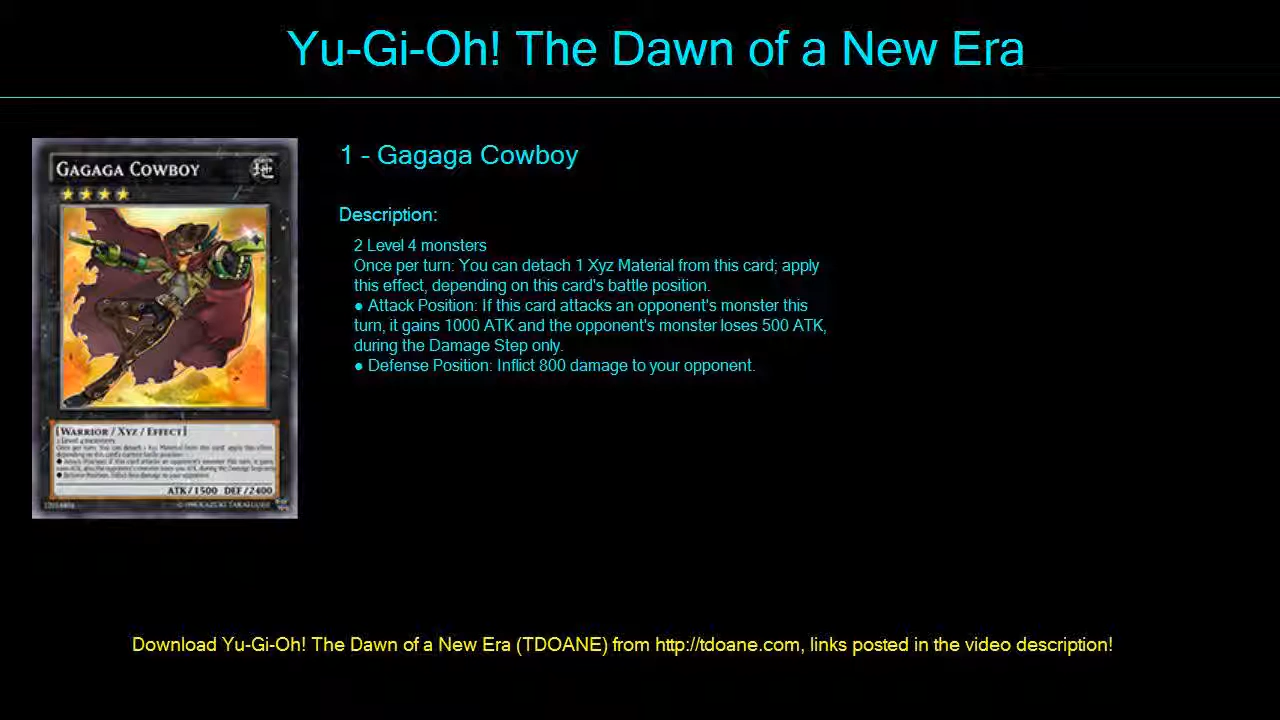 Yu-Gi-Oh! The Dawn of a New Era
GAGAGA COWBOY
地
[WARRIOR / XYZ / EFFECT]
2 Level 4 monsters
ATK/1500 DEF/2400
1 - Gagaga Cowboy
Description:
2 Level 4 monsters
Once per turn: You can detach 1 Xyz Material from this card; apply
this effect, depending on this card's battle position.
● Attack Position: If this card attacks an opponent's monster this
turn, it gains 1000 ATK and the opponent's monster loses 500 ATK,
during the Damage Step only.
● Defense Position: Inflict 800 damage to your opponent.
Download Yu-Gi-Oh! The Dawn of a New Era (TDOANE) from http://tdoane.com, links posted in the video description!